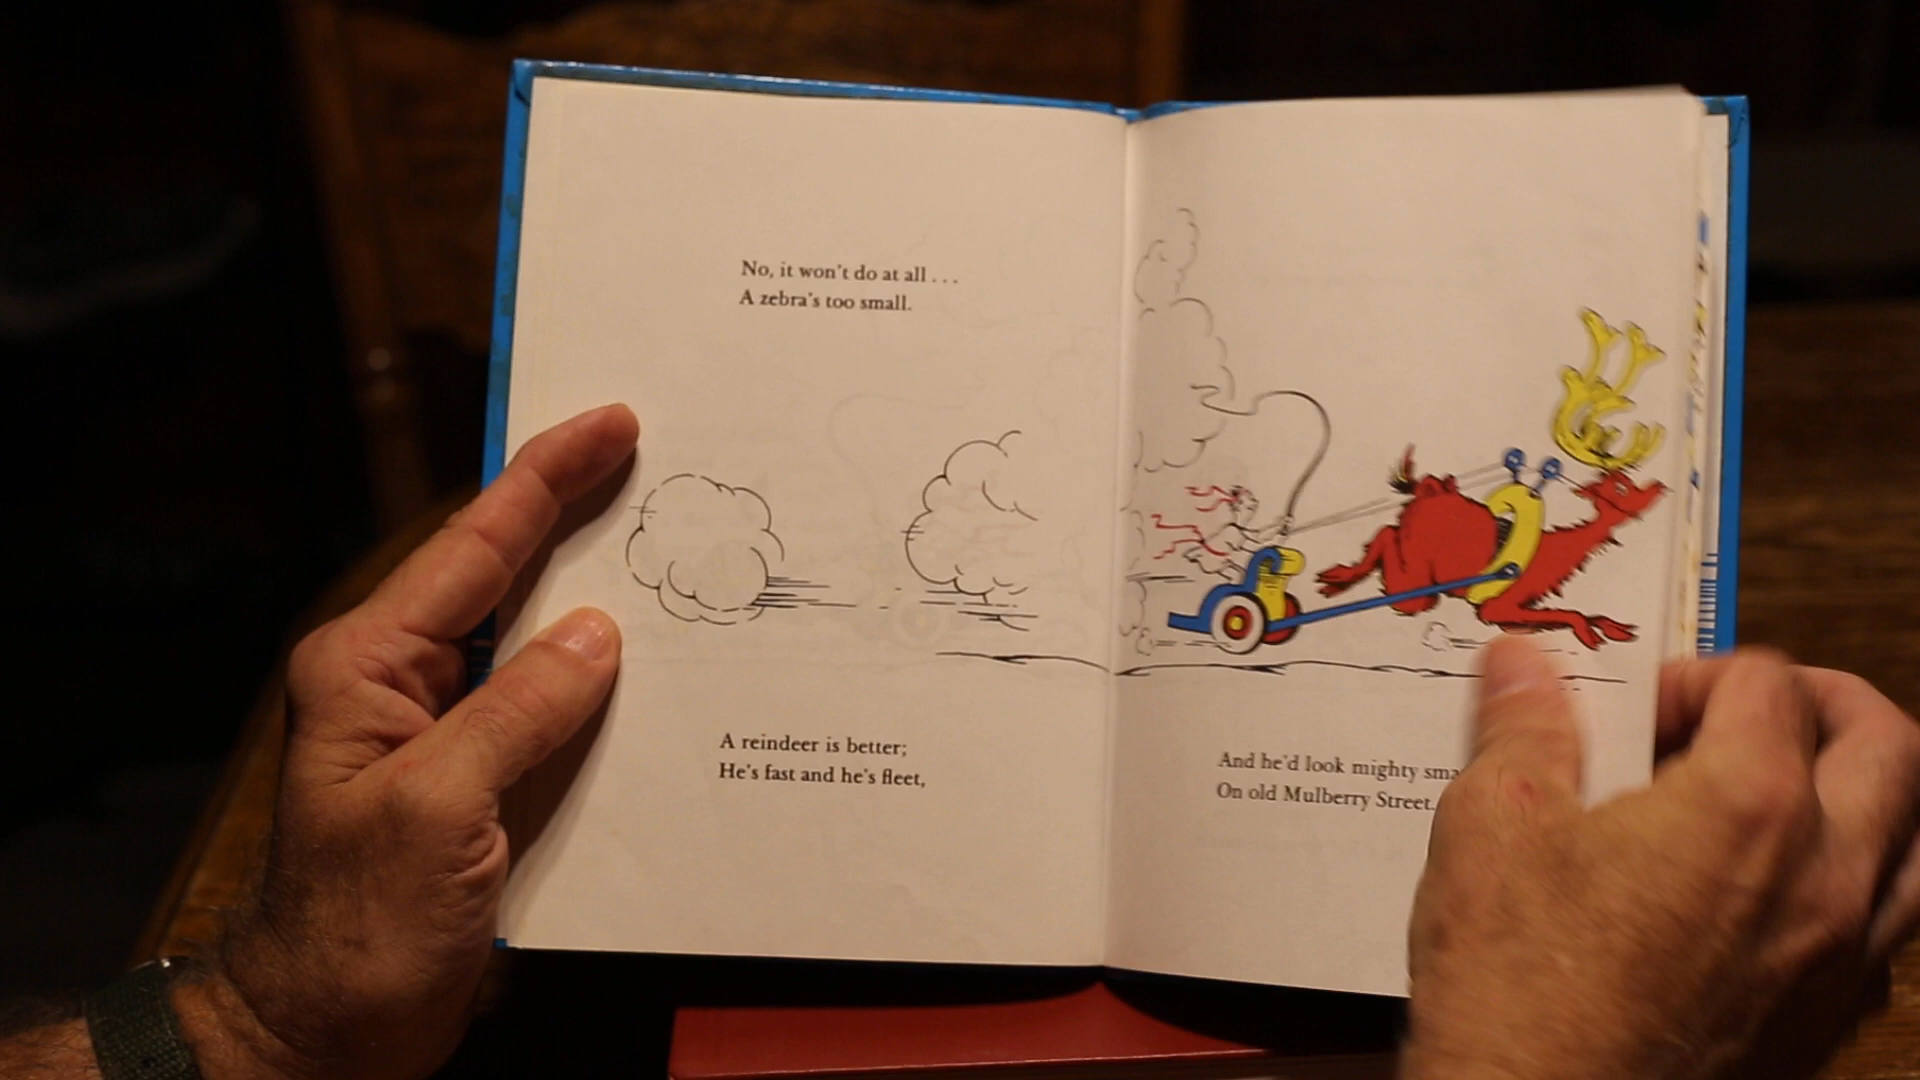 No, it won't do at all . . .
A zebra's too small.
A reindeer is better;
He's fast and he's fleet,
And he'd look mighty
On old Mulberry Street.